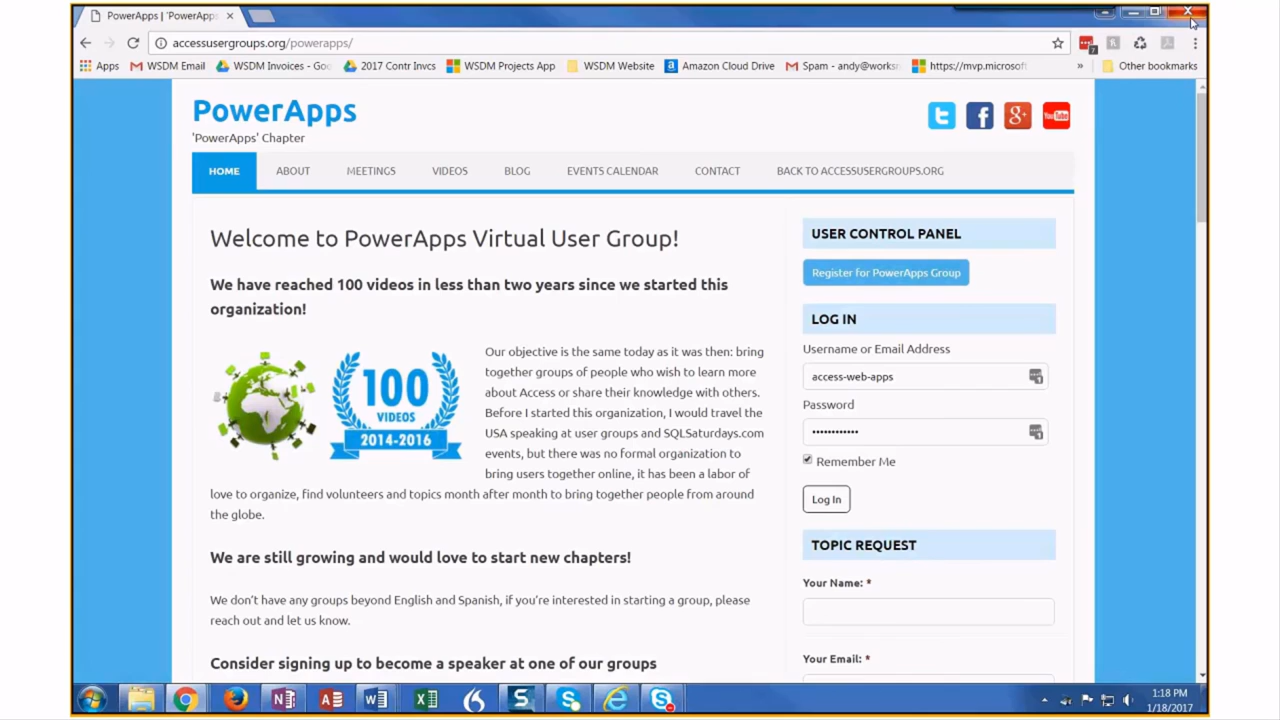 PowerApps | 'PowerApps
accessusergroups.org/powerapps/
Apps WSDM Email WSDM Invoices - Goo 2017 Contr Invcs WSDM Projects App WSDM Website Amazon Cloud Drive Spam - andy@works https://mvp.microsoft » Other bookmarks
PowerApps
'PowerApps' Chapter
You Tube
HOME ABOUT MEETINGS VIDEOS BLOG EVENTS CALENDAR CONTACT BACK TO ACCESSUSERGROUPS.ORG
Welcome to PowerApps Virtual User Group!
We have reached 100 videos in less than two years since we started this
organization!
100
VIDEOS
2014-2016
Our objective is the same today as it was then: bring
together groups of people who wish to learn more
about Access or share their knowledge with others.
Before I started this organization, I would travel the
USA speaking at user groups and SQLSaturdays.com
events, but there was no formal organization to
bring users together online, it has been a labor of
love to organize, find volunteers and topics month after month to bring together people from around
the globe.
We are still growing and would love to start new chapters!
We don't have any groups beyond English and Spanish, if you're interested in starting a group, please
reach out and let us know.
Consider signing up to become a speaker at one of our groups
USER CONTROL PANEL
Register for PowerApps Group
LOG IN
Username or Email Address
access-web-apps
Password
••••••••••••
Remember Me
Log In
TOPIC REQUEST
Your Name: *
Your Email: *
1:18 PM
1/18/2017